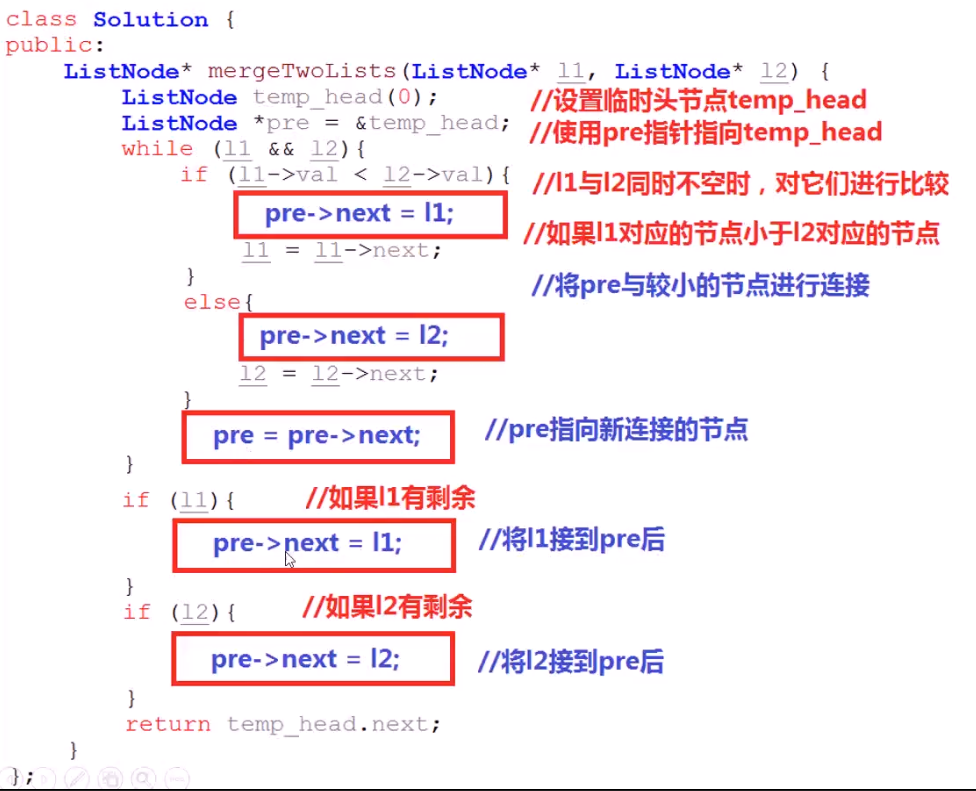 class Solution {
public:
ListNode* mergeTwoLists(ListNode* l1, ListNode* l2) {
ListNode temp_head(0); //设置临时头节点temp_head
ListNode *pre = &temp_head; //使用pre指针指向temp_head
while (l1 && l2){
if (l1->val < l2->val){ //l1与l2同时不空时，对它们进行比较
pre->next = l1; //如果l1对应的节点小于l2对应的节点
l1 = l1->next;
} //将pre与较小的节点进行连接
else{
pre->next = l2;
l2 = l2->next;
}
pre = pre->next; //pre指向新连接的节点
}
if (l1){ //如果l1有剩余
pre->next = l1; //将l1接到pre后
}
if (l2){ //如果l2有剩余
pre->next = l2; //将l2接到pre后
}
return temp_head.next;
}
};